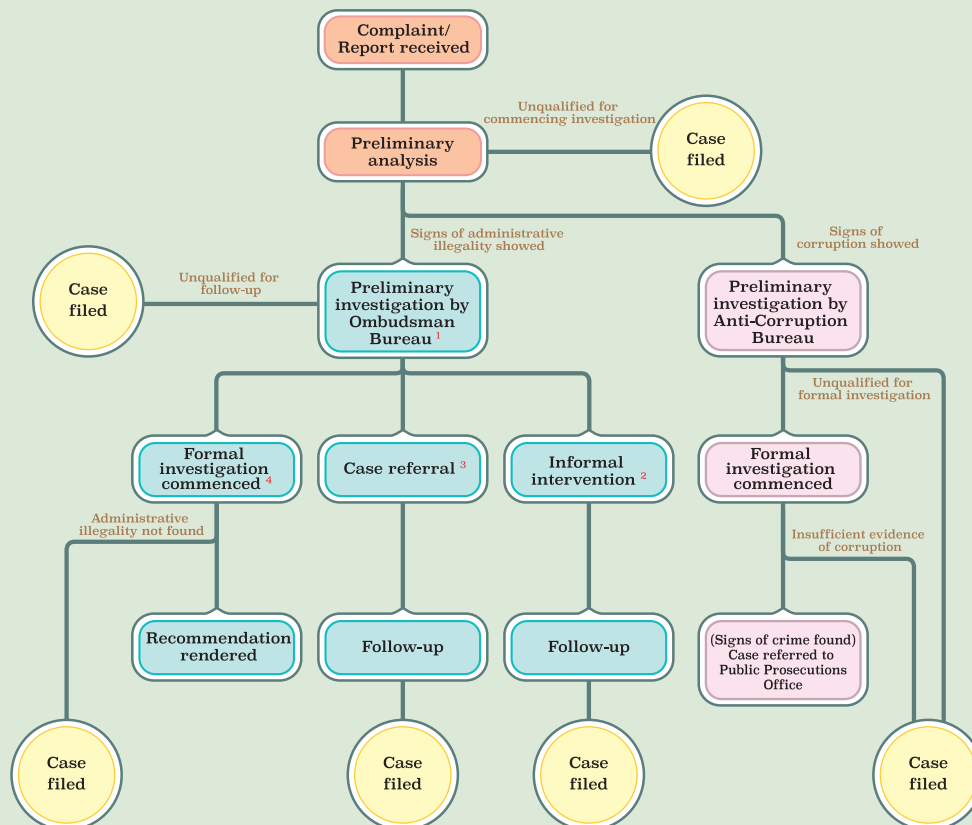 Complaint/
Report received
Unqualified for
commencing investigation
Case
filed
Preliminary
analysis
Signs of administrative
illegality showed
Signs of
corruption showed
Case
filed
Unqualified for
follow-up
Preliminary
investigation by
Ombudsman
Bureau 1
Preliminary
investigation by
Anti-Corruption
Bureau
Unqualified for
formal investigation
Formal
investigation
commenced 4
Case referral 3
Informal
intervention 2
Formal
investigation
commenced
Administrative
illegality not found
Insufficient evidence
of corruption
Recommendation
rendered
Follow-up
Follow-up
(Signs of crime found)
Case referred to
Public Prosecutions
Office
Case
filed
Case
filed
Case
filed
Case
filed